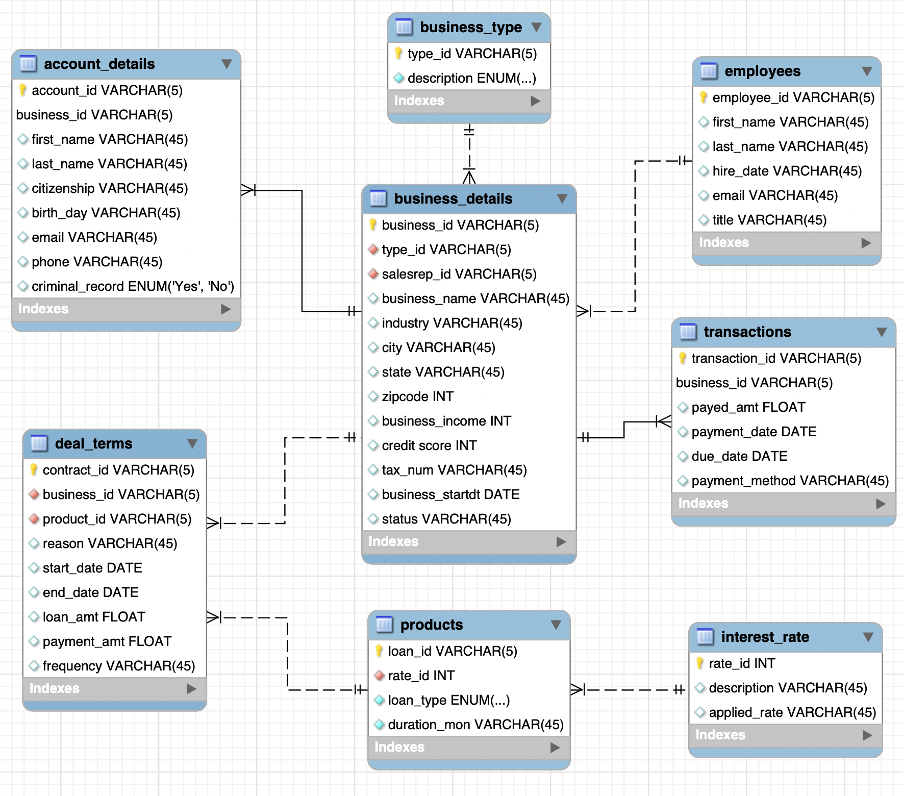 business_type
type_id VARCHAR(5)
description ENUM(...)
Indexes
account_details
account_id VARCHAR(5)
business_id VARCHAR(5)
first_name VARCHAR(45)
last_name VARCHAR(45)
citizenship VARCHAR(45)
birth_day VARCHAR(45)
email VARCHAR(45)
phone VARCHAR(45)
criminal_record ENUM('Yes', 'No')
Indexes
employees
employee_id VARCHAR(5)
first_name VARCHAR(45)
last_name VARCHAR(45)
hire_date VARCHAR(45)
email VARCHAR(45)
title VARCHAR(45)
Indexes
business_details
business_id VARCHAR(5)
type_id VARCHAR(5)
salesrep_id VARCHAR(5)
business_name VARCHAR(45)
industry VARCHAR(45)
city VARCHAR(45)
state VARCHAR(45)
zipcode INT
business_income INT
credit score INT
tax_num VARCHAR(45)
business_startdt DATE
status VARCHAR(45)
Indexes
transactions
transaction_id VARCHAR(5)
business_id VARCHAR(5)
payed_amt FLOAT
payment_date DATE
due_date DATE
payment_method VARCHAR(45)
Indexes
deal_terms
contract_id VARCHAR(5)
business_id VARCHAR(5)
product_id VARCHAR(5)
reason VARCHAR(45)
start_date DATE
end_date DATE
loan_amt FLOAT
payment_amt FLOAT
frequency VARCHAR(45)
Indexes
products
loan_id VARCHAR(5)
rate_id INT
loan_type ENUM(...)
duration_mon VARCHAR(45)
Indexes
interest_rate
rate_id INT
description VARCHAR(45)
applied_rate VARCHAR(45)
Indexes